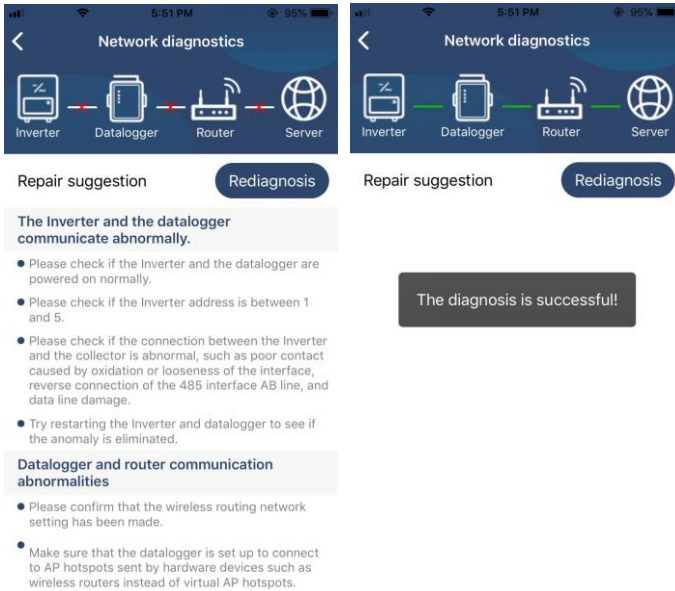 5:51 PM
95%
Network diagnostics
Inverter Datalogger Router Server
Repair suggestion Rediagnosis
The Inverter and the datalogger
communicate abnormally.
Please check if the Inverter and the datalogger are
powered on normally.
Please check if the Inverter address is between 1
and 5.
Please check if the connection between the Inverter
and the collector is abnormal, such as poor contact
caused by oxidation or looseness of the interface,
reverse connection of the 485 interface AB line, and
data line damage.
Try restarting the Inverter and datalogger to see if
the anomaly is eliminated.
Datalogger and router communication
abnormalities
Please confirm that the wireless routing network
setting has been made.
Make sure that the datalogger is set up to connect
to AP hotspots sent by hardware devices such as
wireless routers instead of virtual AP hotspots.
5:51 PM
95%
Network diagnostics
Inverter Datalogger Router Server
Repair suggestion Rediagnosis
The diagnosis is successful!